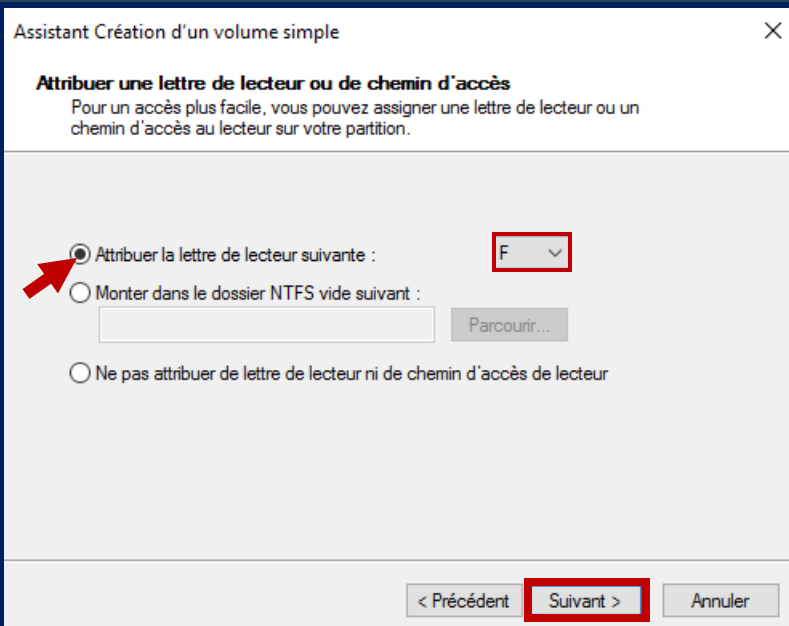 Assistant Création d'un volume simple
Attribuer une lettre de lecteur ou de chemin d'accès
Pour un accès plus facile, vous pouvez assigner une lettre de lecteur ou un
chemin d'accès au lecteur sur votre partition.
Attribuer la lettre de lecteur suivante : F
Monter dans le dossier NTFS vide suivant :
Parcourir...
Ne pas attribuer de lettre de lecteur ni de chemin d'accès de lecteur
< Précédent Suivant > Annuler